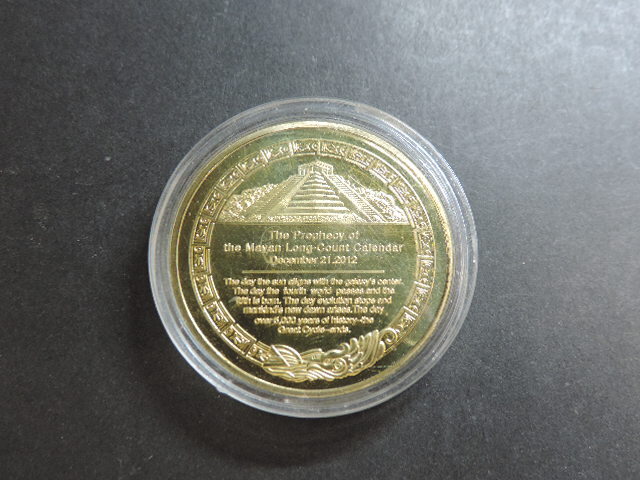 The Prophecy of
the Mayan Long-Count Calendar
December 21.2012
The day the sun aligns with the galaxy's center.
The day the fourth world passes and the
fifth is born. The day evolution stops and
mankind's new dawn arises. The day
over 5,000 years of history-the
Great Cycle-ends.